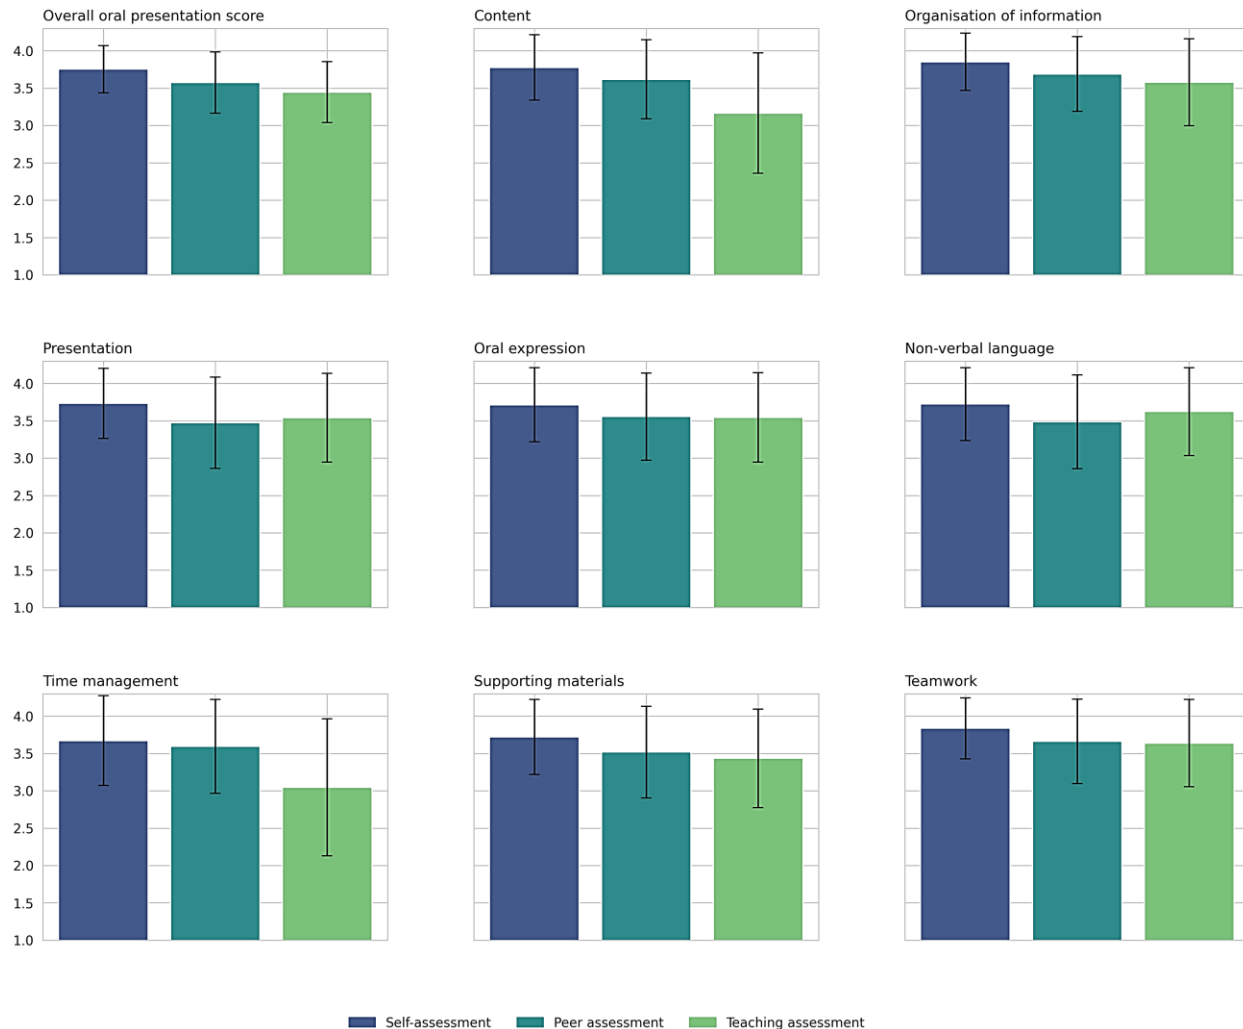 Overall oral presentation score
Content
Organisation of information
4.0
3.5
3.0
2.5
2.0
1.5
1.0
Presentation
Oral expression
Non-verbal language
4.0
3.5
3.0
2.5
2.0
1.5
1.0
Time management
Supporting materials
Teamwork
4.0
3.5
3.0
2.5
2.0
1.5
1.0
Self-assessment Peer assessment Teaching assessment